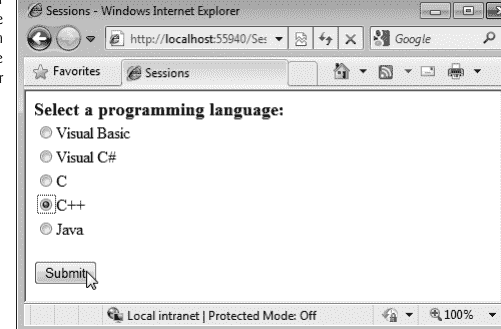 Sessions - Windows Internet Explorer
http://localhost:55940/Ses
Google
Favorites
Sessions
Select a programming language:
Visual Basic
Visual C#
C
C++
Java
Submit
Local intranet | Protected Mode: Off
100%